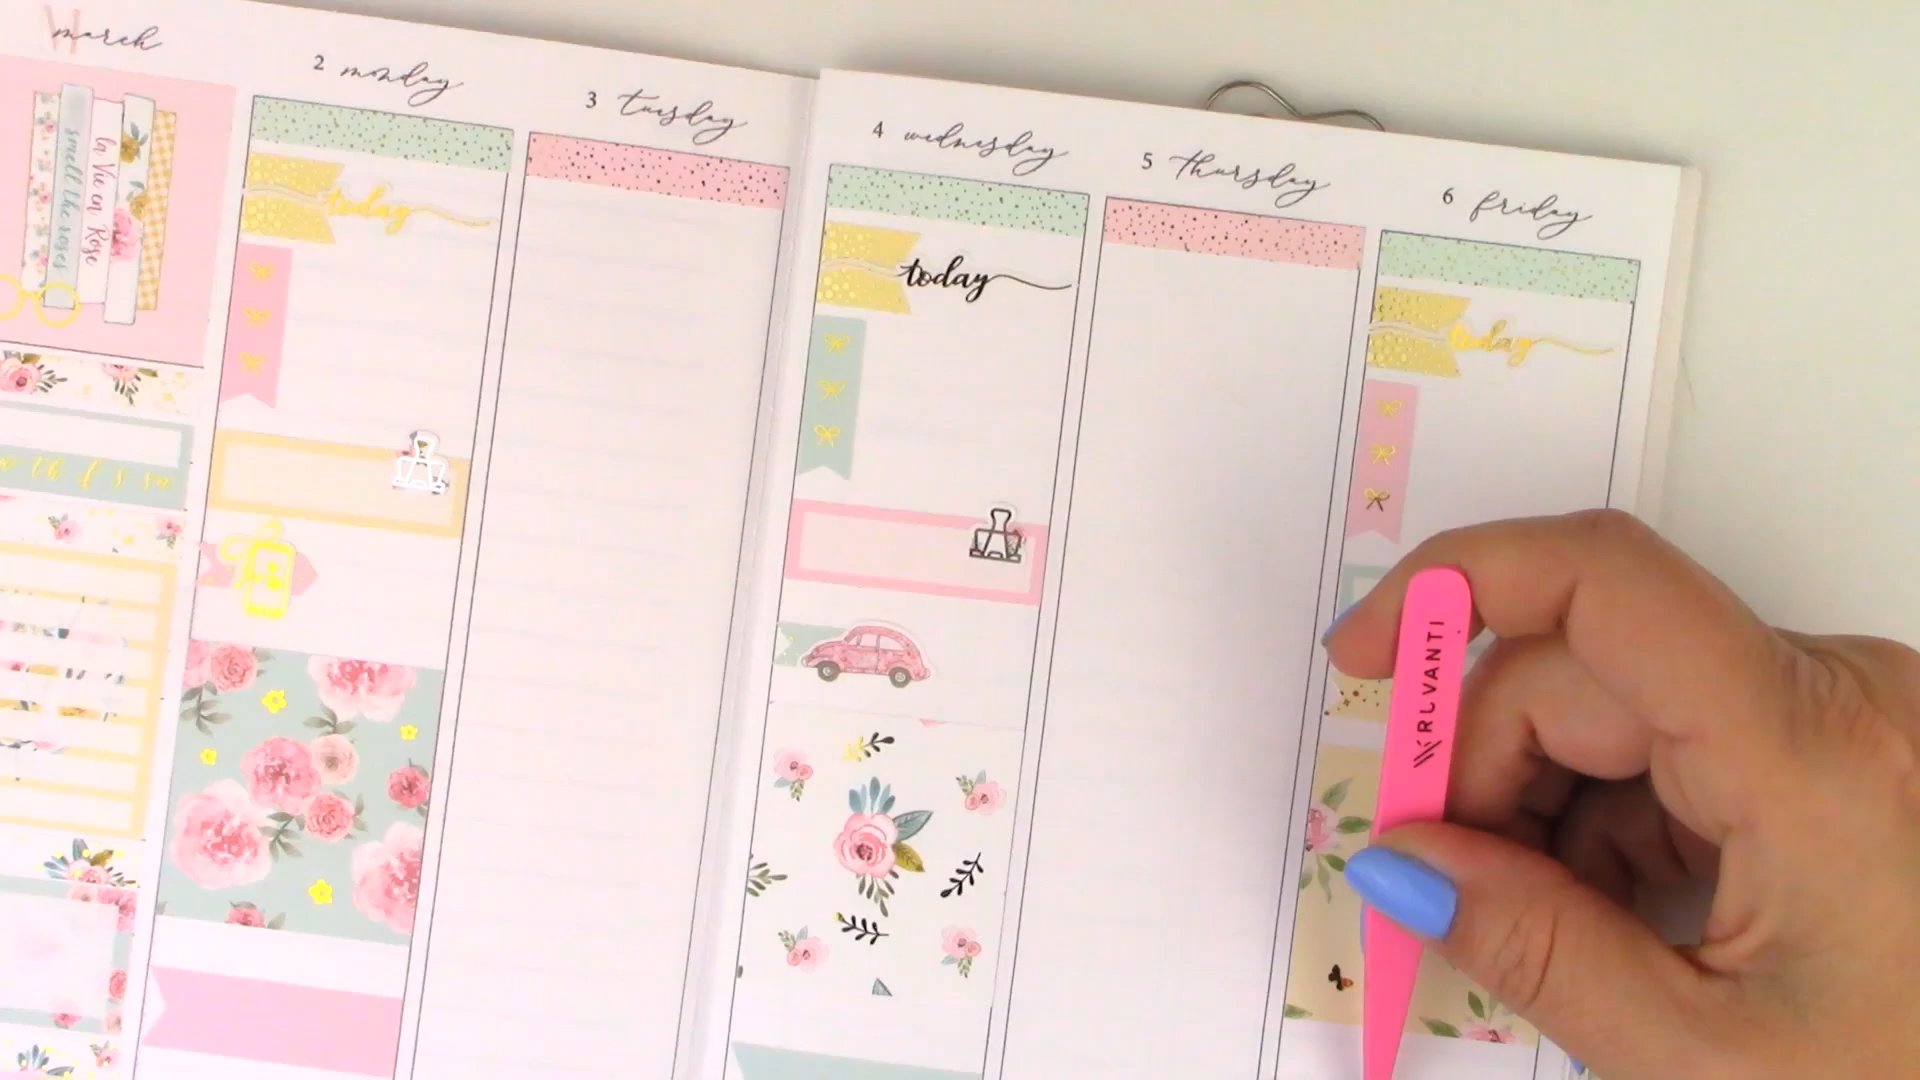 march
2 monday
3 tuesday
4 wednesday
5 thursday
6 friday
smell the roses
la Vie en Rose
today
today
today
RLVANTI